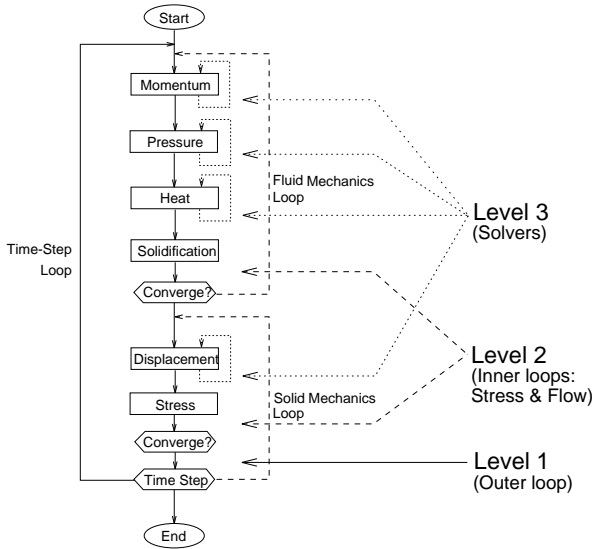 Start
Momentum
Pressure
Fluid Mechanics
Loop
Heat
Level 3
(Solvers)
Time-Step
Loop
Solidification
Converge?
Displacement
Level 2
(Inner loops:
Stress & Flow)
Stress
Solid Mechanics
Loop
Converge?
Level 1
(Outer loop)
Time Step
End